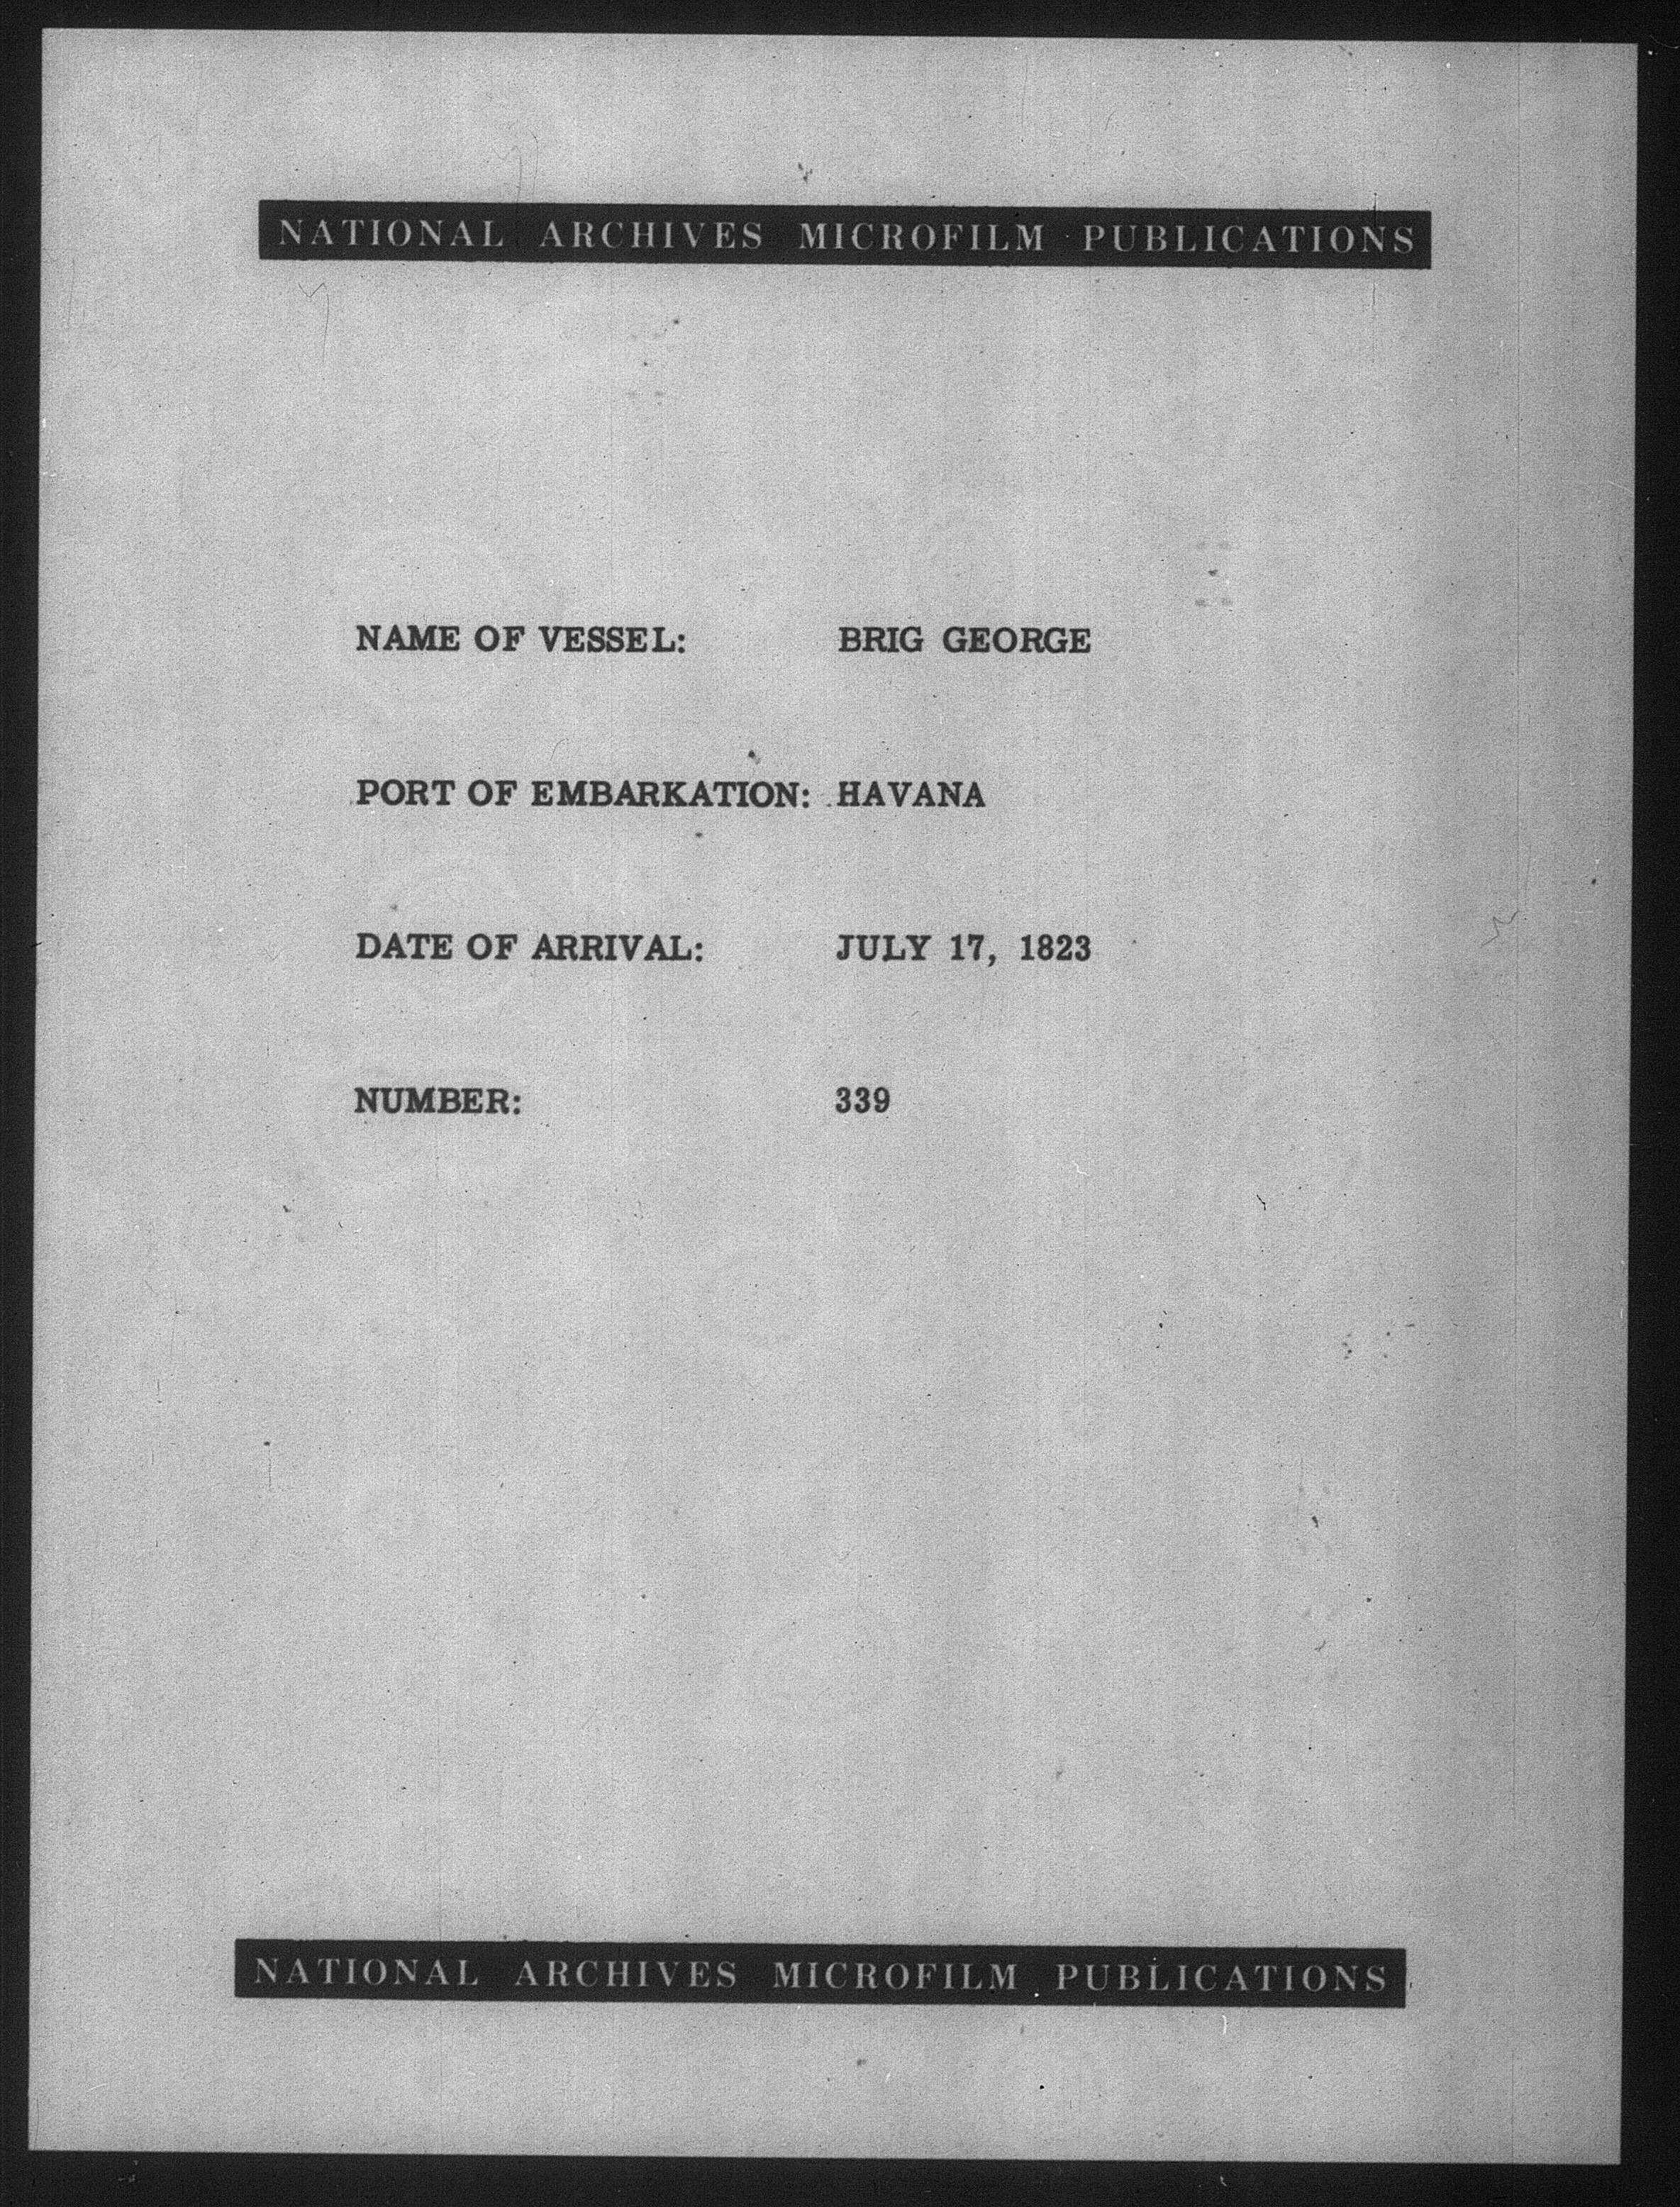 NATIONAL ARCHIVES MICROFILM PUBLICATIONS
NAME OF VESSEL: BRIG GEORGE
PORT OF EMBARKATION: HAVANA
DATE OF ARRIVAL: JULY 17, 1823
NUMBER: 339
NATIONAL ARCHIVES MICROFILM PUBLICATIONS